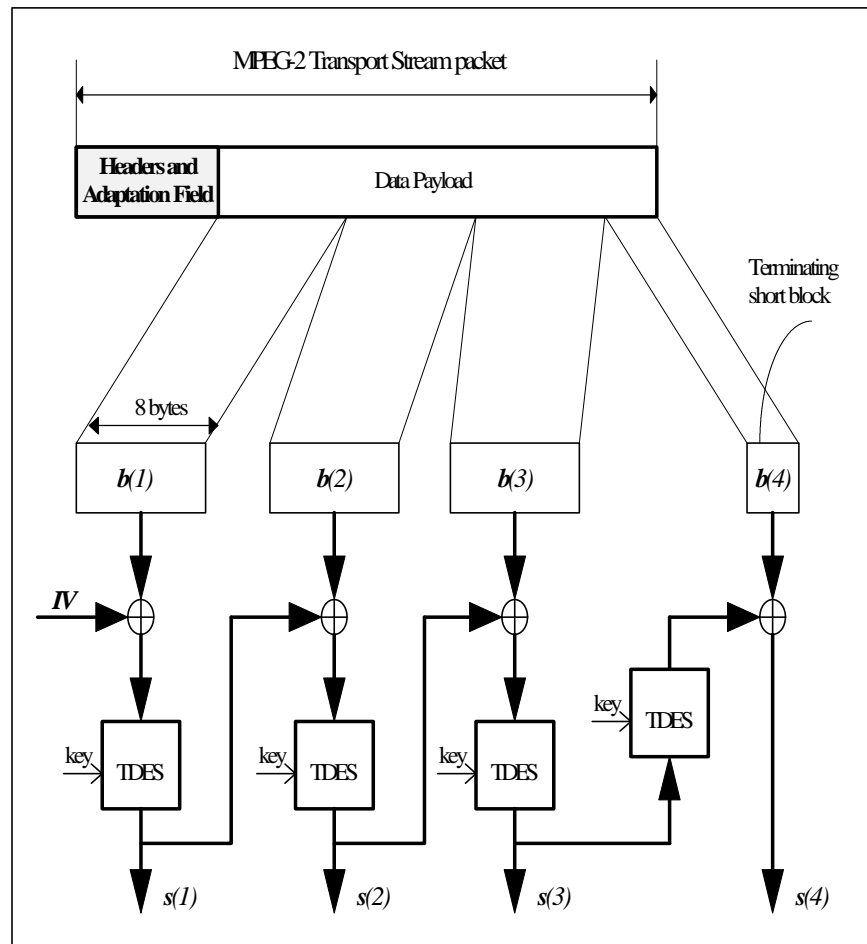 MPEG-2 Transport Stream packet
Headers and
Adaptation Field
Data Payload
Terminating
short block
8 bytes
b(1)
b(2)
b(3)
b(4)
IV
key
TDES
key
TDES
key
TDES
key
TDES
s(1)
s(2)
s(3)
s(4)